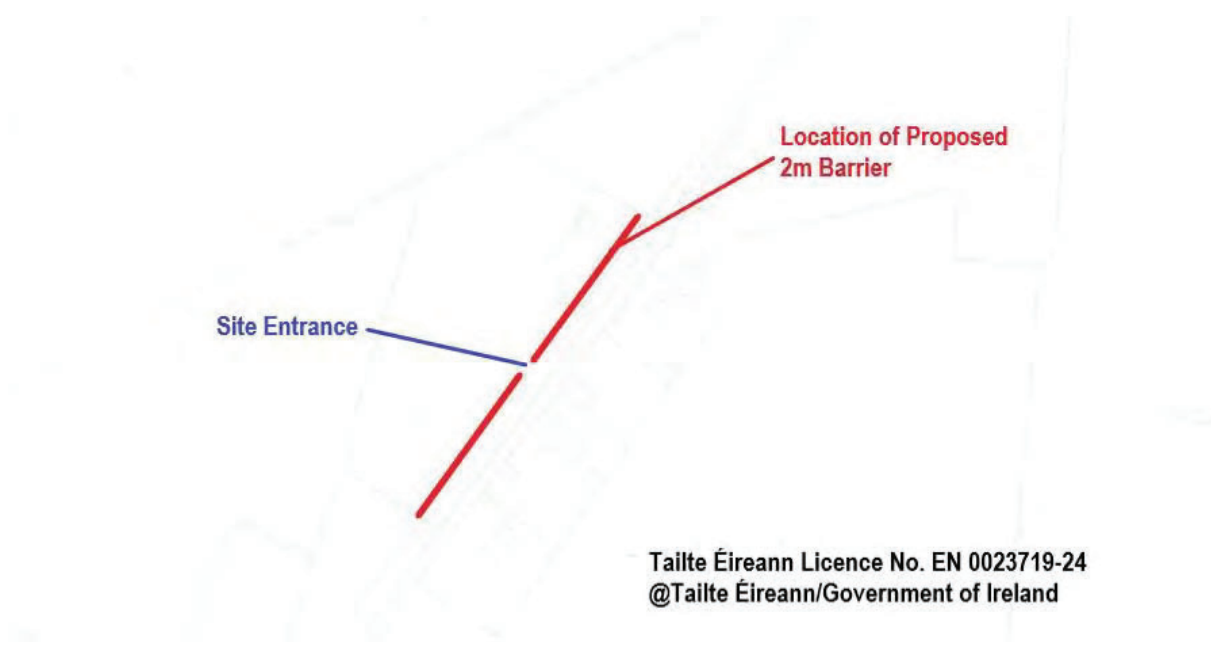 Location of Proposed
2m Barrier
Site Entrance
Tailte Éireann Licence No. EN 0023719-24
@Tailte Éireann/Government of Ireland